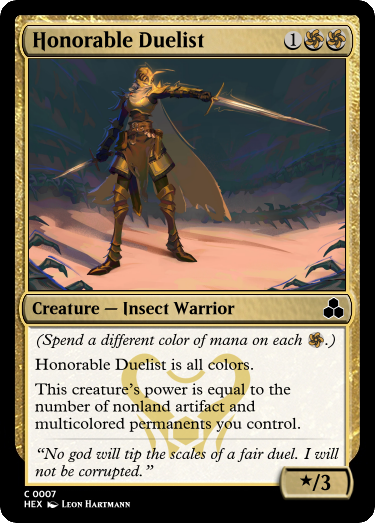 Honorable Duelist 1
Creature — Insect Warrior
(Spend a different color of mana on each .)
Honorable Duelist is all colors.
This creature's power is equal to the
number of nonland artifact and
multicolored permanents you control.
“No god will tip the scales of a fair duel. I will
not be corrupted.”
★/3
C 0007
HEX Leon Hartmann